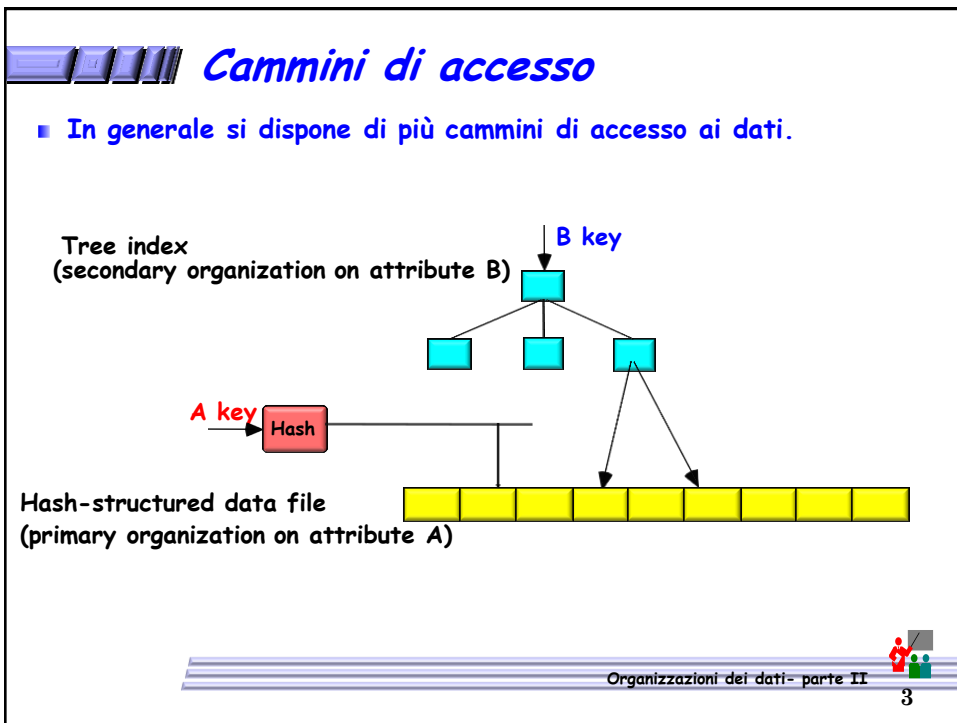 Cammini di accesso
In generale si dispone di più cammini di accesso ai dati.
B key
Tree index
(secondary organization on attribute B)
A key
Hash
Hash-structured data file
(primary organization on attribute A)
Organizzazioni dei dati- parte II
3